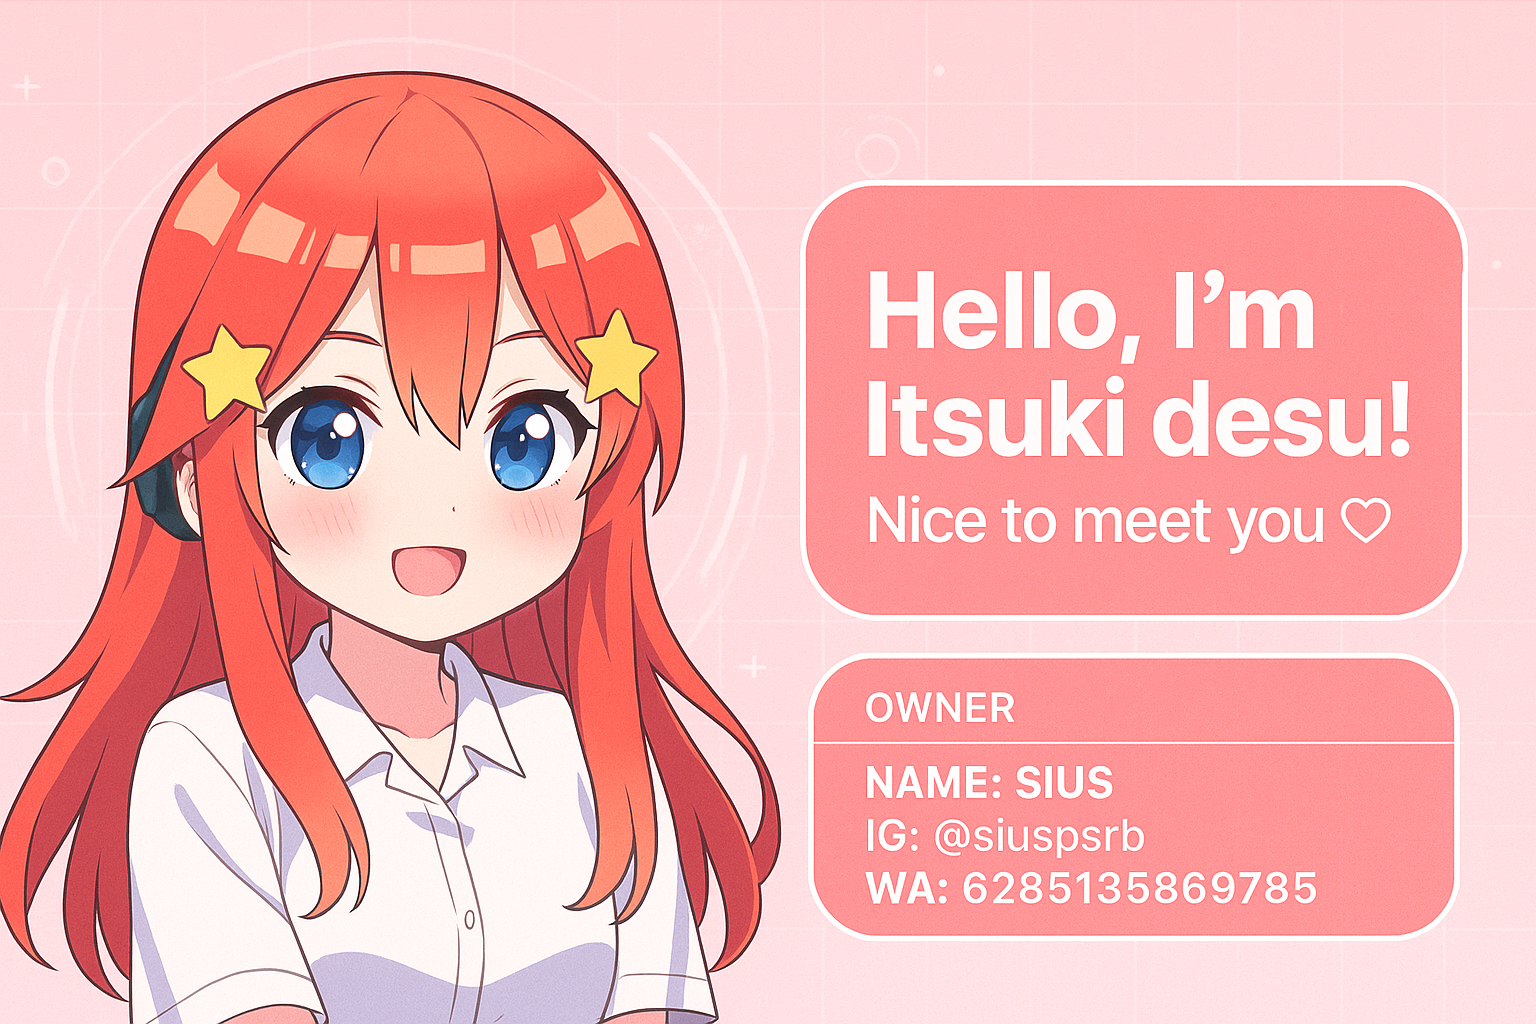 Hello, I’m
Itsuki desu!
Nice to meet you ♡
OWNER
NAME: SIUS
IG: @siuspsrb
WA: 6285135869785